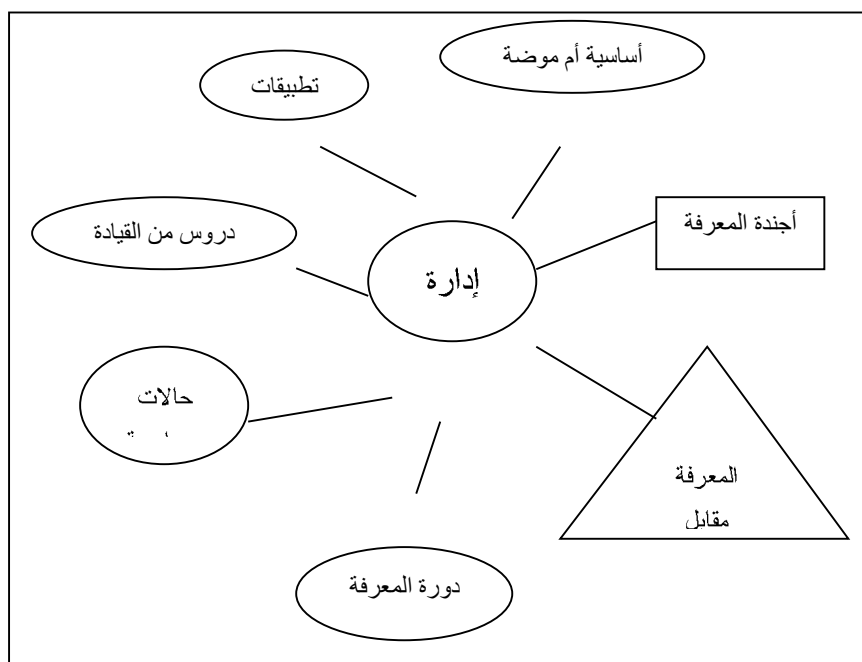 أساسية أم موضة
تطبيقات
أجندة المعرفة
دروس من القيادة
إدارة
حالات
المعرفة
مقابل
دورة المعرفة